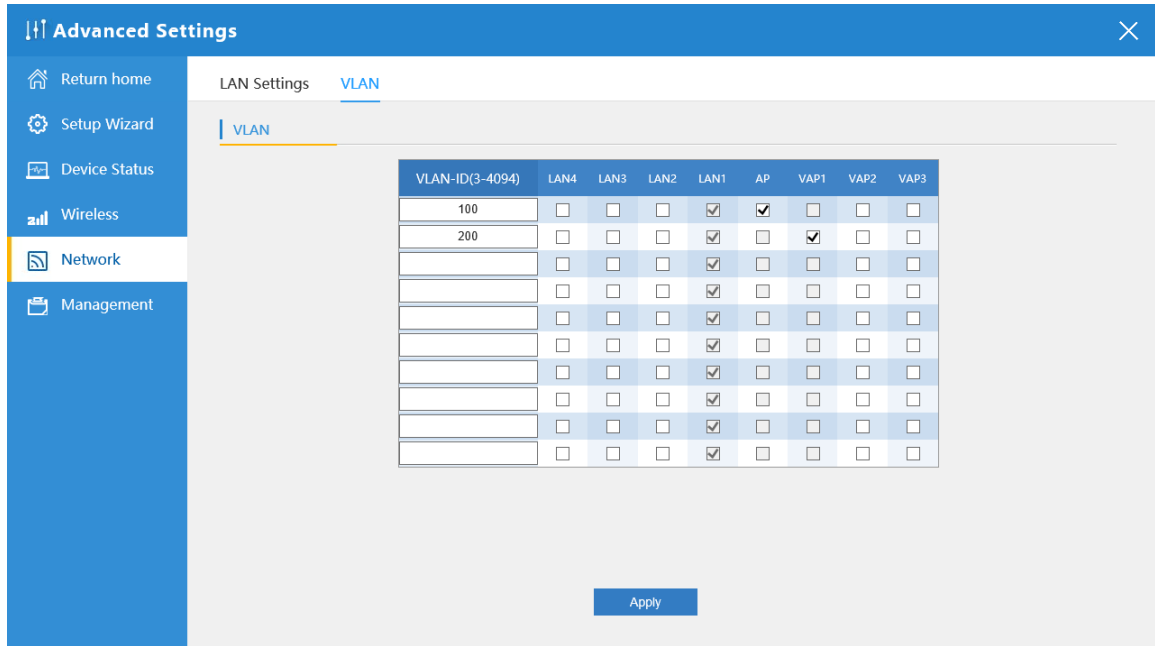 Advanced Settings
Return home
Setup Wizard
Device Status
Wireless
Network
Management
LAN Settings VLAN
VLAN
VLAN-ID(3-4094) LAN4 LAN3 LAN2 LAN1 AP VAP1 VAP2 VAP3
100
200
Apply